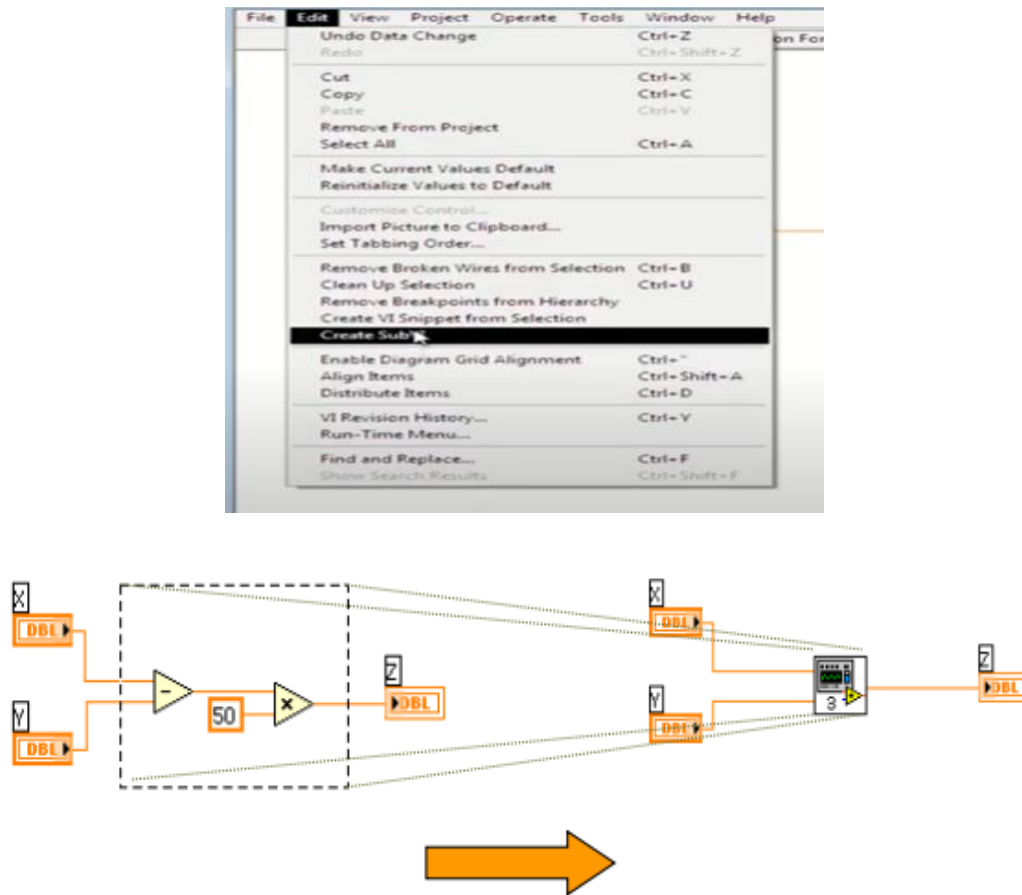 File Edit View Project Operate Tools Window Help
Undo Data Change Ctrl+Z
on For
Redo Ctrl+Shift+Z
Cut Ctrl+X
Copy Ctrl+C
Paste Ctrl+V
Remove From Project
Select All Ctrl+A
Make Current Values Default
Reinitialize Values to Default
Customize Control...
Import Picture to Clipboard...
Set Tabbing Order...
Remove Broken Wires from Selection Ctrl+B
Clean Up Selection Ctrl+U
Remove Breakpoints from Hierarchy
Create VI Snippet from Selection
Create Sub
Enable Diagram Grid Alignment
Align Items Ctrl+Shift+A
Distribute Items Ctrl+D
VI Revision History... Ctrl+Y
Run-Time Menu...
Find and Replace... Ctrl+F
Show Search Results Ctrl+Shift+F
X
DBL
Y
DBL
-
50
x
Z
DBL
X
DBL
Y
DBL
3
Z
DBL